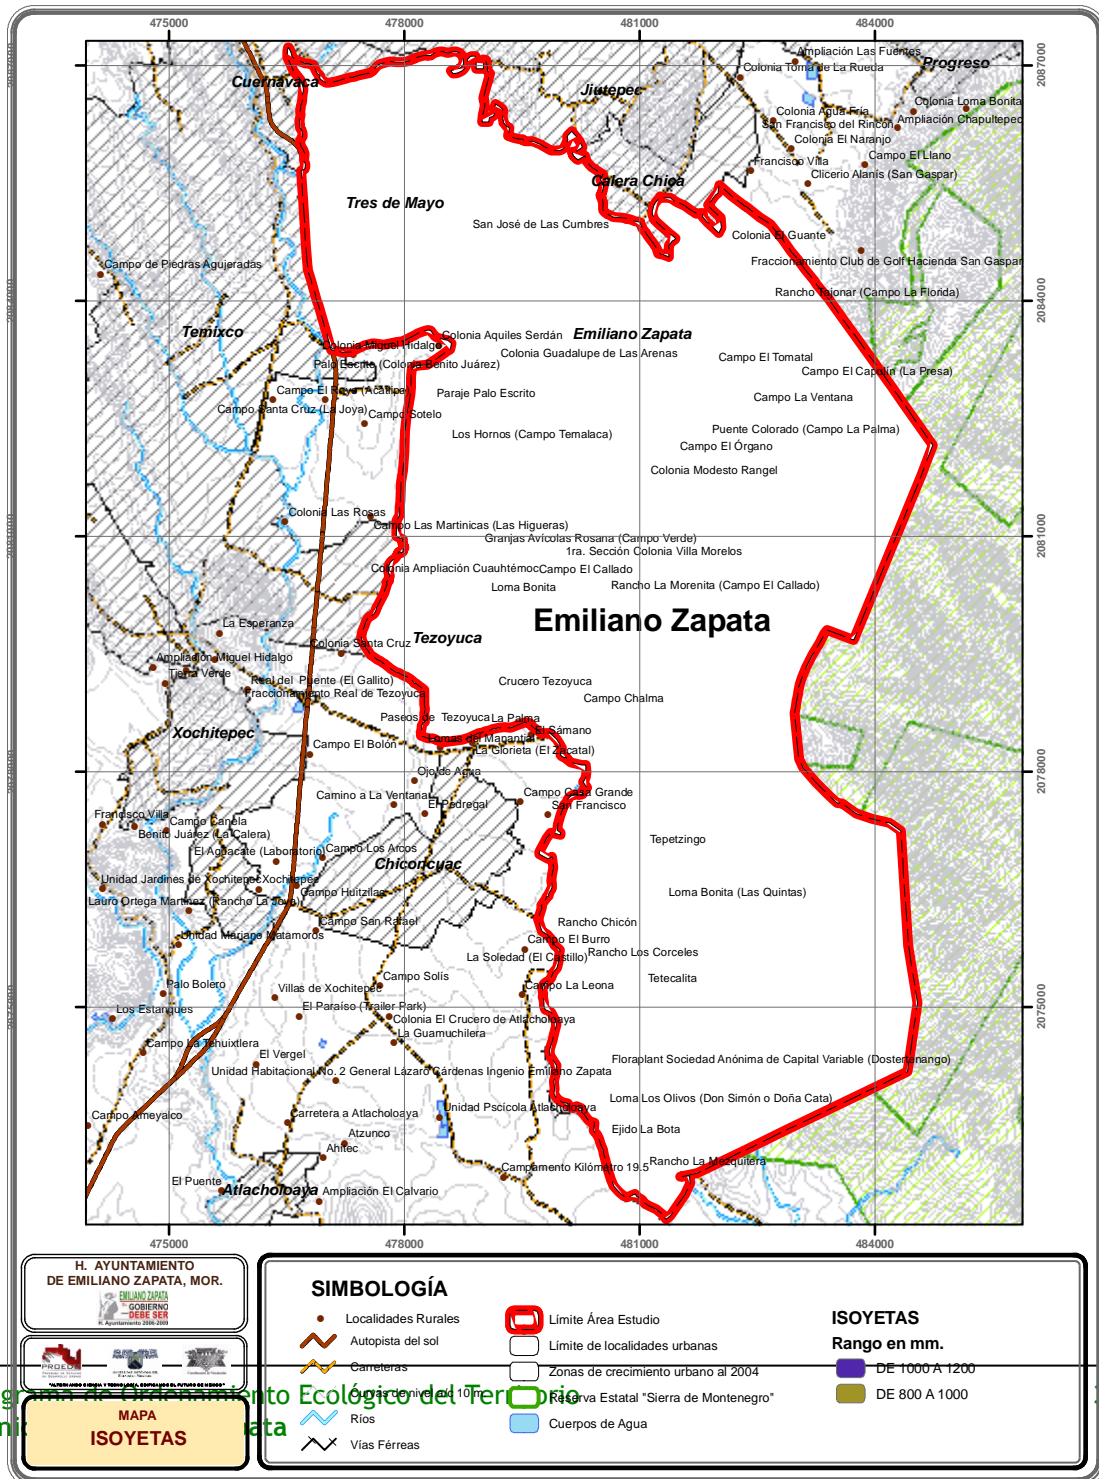 475000 478000 481000 484000
Ampliación Las Fuentes
Cuernavaca
Colonia Toma de La Rueda
Progreso
Jiutepec
Colonia Loma Bonita
Colonia Agua Fría
Ampliación Chapultepec
San Francisco del Rincón
Colonia El Naranjo
Campo El Llano
Francisco Villa
Clicerio Alanís (San Gaspar)
Calera Chica
Tres de Mayo
San José de Las Cumbres
Colonia El Guante
Campo de Piedras Agujeradas
Fraccionamiento Club de Golf Hacienda San Gaspar
Rancho Tajonar (Campo La Florida)
Temixco
Colonia Aquiles Serdán
Emiliano Zapata
Colonia Miguel Hidalgo
Colonia Guadalupe de Las Arenas
Campo El Tomatal
Palo Escrito (Colonia Benito Juárez)
Campo El Capulín (La Presa)
Campo El Rayo (Acatlipa)
Paraje Palo Escrito
Campo La Ventana
Campo Santa Cruz (La Joya)
Campo Sotelo
Los Hornos (Campo Temalaca)
Puente Colorado (Campo La Palma)
Campo El Órgano
Colonia Modesto Rangel
Colonia Las Rosas
Campo Las Martinicas (Las Higueras)
Granjas Avícolas Rosana (Campo Verde)
1ra. Sección Colonia Villa Morelos
Colonia Ampliación Cuauhtémoc
Campo El Callado
Loma Bonita
Rancho La Morenita (Campo El Callado)
Emiliano Zapata
La Esperanza
Tezoyuca
Colonia Santa Cruz
Ampliación Miguel Hidalgo
Tierra Verde
Real del Puente (El Gallito)
Crucero Tezoyuca
Fraccionamiento Real de Tezoyuca
Campo Chalma
Paseos de Tezoyuca
La Palma
Xochitepec
El Sámano
Lomas del Manantial
Campo El Bolón
La Glorieta (El Zacatal)
Ojo de Agua
Camino a La Ventana
Campo Casa Grande
El Pedregal
San Francisco
Francisco Villa
Campo Canela
Benito Juárez (La Calera)
Tepetzingo
El Aguacate (Laboratorio)
Campo Los Arcos
Chiconcuac
Unidad Jardines de Xochitepec
Xochitepec
Campo Huitzilac
Loma Bonita (Las Quintas)
Lauro Ortega Martínez (Rancho La Joya)
Campo San Rafael
Rancho Chicón
Unidad Mariano Matamoros
Campo El Burro
La Soledad (El Castillo)
Rancho Los Corceles
Campo Solís
Tetecalita
Palo Bolero
Campo La Leona
Villas de Xochitepec
El Paraíso (Trailer Park)
Los Estanques
Colonia El Crucero de Atlacholoaya
La Guamuchilera
Campo La Tehuixtlera
El Vergel
Floraplant Sociedad Anónima de Capital Variable (Dostenango)
Unidad Habitacional No. 2 General Lázaro Cárdenas Ingenio Emiliano Zapata
Loma Los Olivos (Don Simón o Doña Cata)
Campo Ameyalco
Carretera a Atlacholoaya
Unidad Pscícola Atlacholoaya
Atzunco
Ejido La Bota
Ahitec
Campamento Kilómetro 19.5
Rancho La Mezquitera
El Puente
Atlacholoaya
Ampliación El Calvario
2087000
2084000
2081000
2078000
2075000
475000 478000 481000 484000
H. AYUNTAMIENTO
DE EMILIANO ZAPATA, MOR.
EMILIANO ZAPATA
GOBIERNO
DEBE SER
H. Ayuntamiento 2006-2009
PROEDE
MAPA
ISOYETAS
SIMBOLOGÍA
Localidades Rurales
Autopista del sol
Carreteras
Curvas de nivel a/c 10 m
Ríos
Vías Férreas
Límite Área Estudio
Límite de localidades urbanas
Zonas de crecimiento urbano al 2004
Reserva Estatal "Sierra de Montenegro"
Cuerpos de Agua
ISOYETAS
Rango en mm.
DE 1000 A 1200
DE 800 A 1000
grama de Ordenamiento Ecológico del Territorio